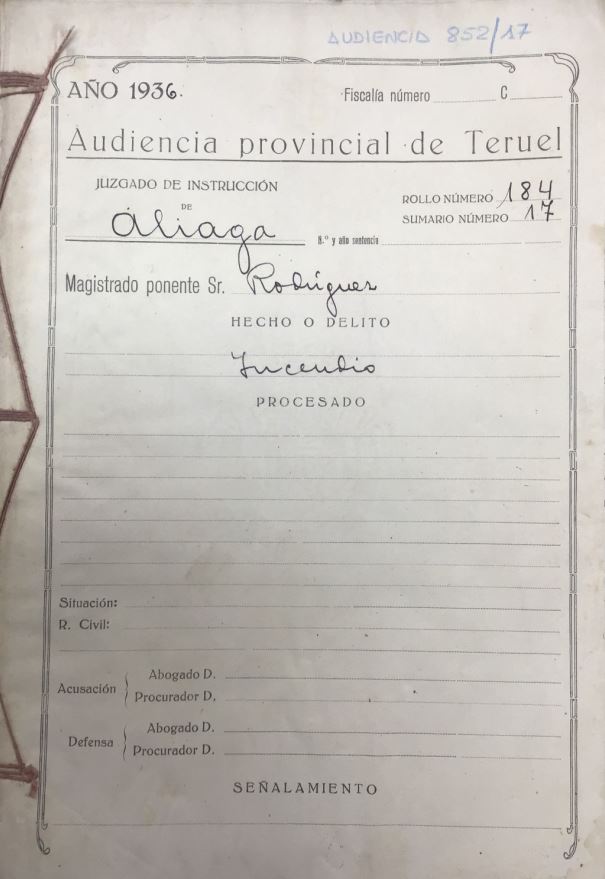 AUDIENCIA 852/17
AÑO 1936.
Fiscalía número C
Audiencia provincial de Teruel
JUZGADO DE INSTRUCCIÓN
DE
Aliaga
ROLLO NÚMERO 184
SUMARIO NÚMERO 17
N.º y año sentencia
Magistrado ponente Sr. Rodríguez
HECHO O DELITO
Incendio
PROCESADO
Situación:
R. Civil:
Acusación
Abogado D.
Procurador D.
Defensa
Abogado D.
Procurador D.
SEÑALAMIENTO